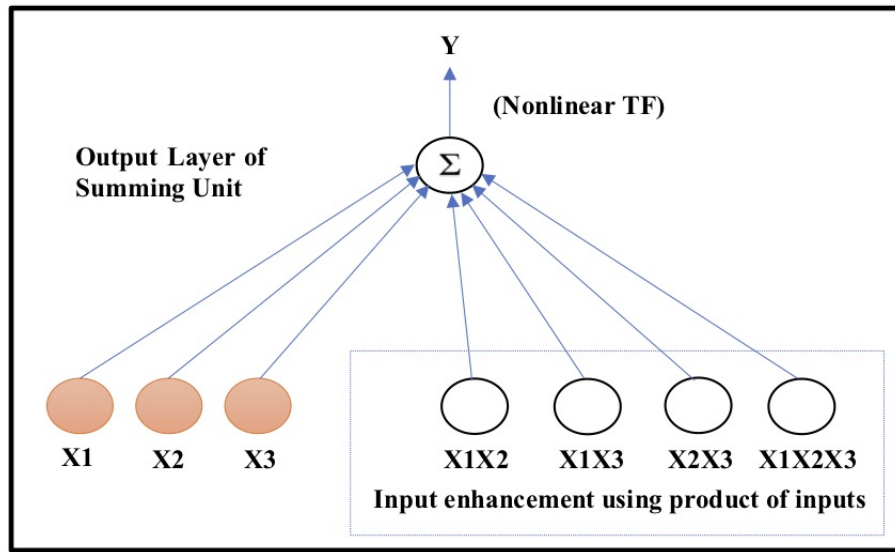 Y
(Nonlinear TF)
Output Layer of
Summing Unit
Σ
X1 X2 X3 X1X2 X1X3 X2X3 X1X2X3
Input enhancement using product of inputs